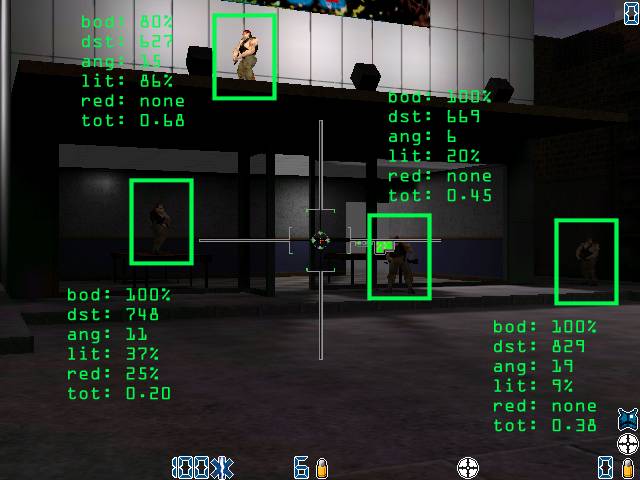 bod: 80%
dst: 627
ang: 15
lit: 86%
red: none
tot: 0.68
bod: 100%
dst: 669
ang: 6
lit: 20%
red: none
tot: 0.45
bod: 100%
dst: 748
ang: 11
lit: 37%
red: 25%
tot: 0.20
bod: 100%
dst: 829
ang: 19
lit: 9%
red: none
tot: 0.38
0
100
6
0